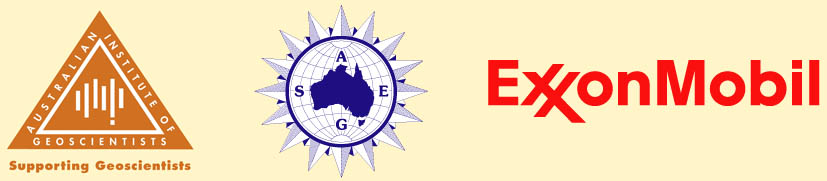 AUSTRALIAN INSTITUTE OF GEOSCIENTISTS
Supporting Geoscientists
A S E G
ExxonMobil